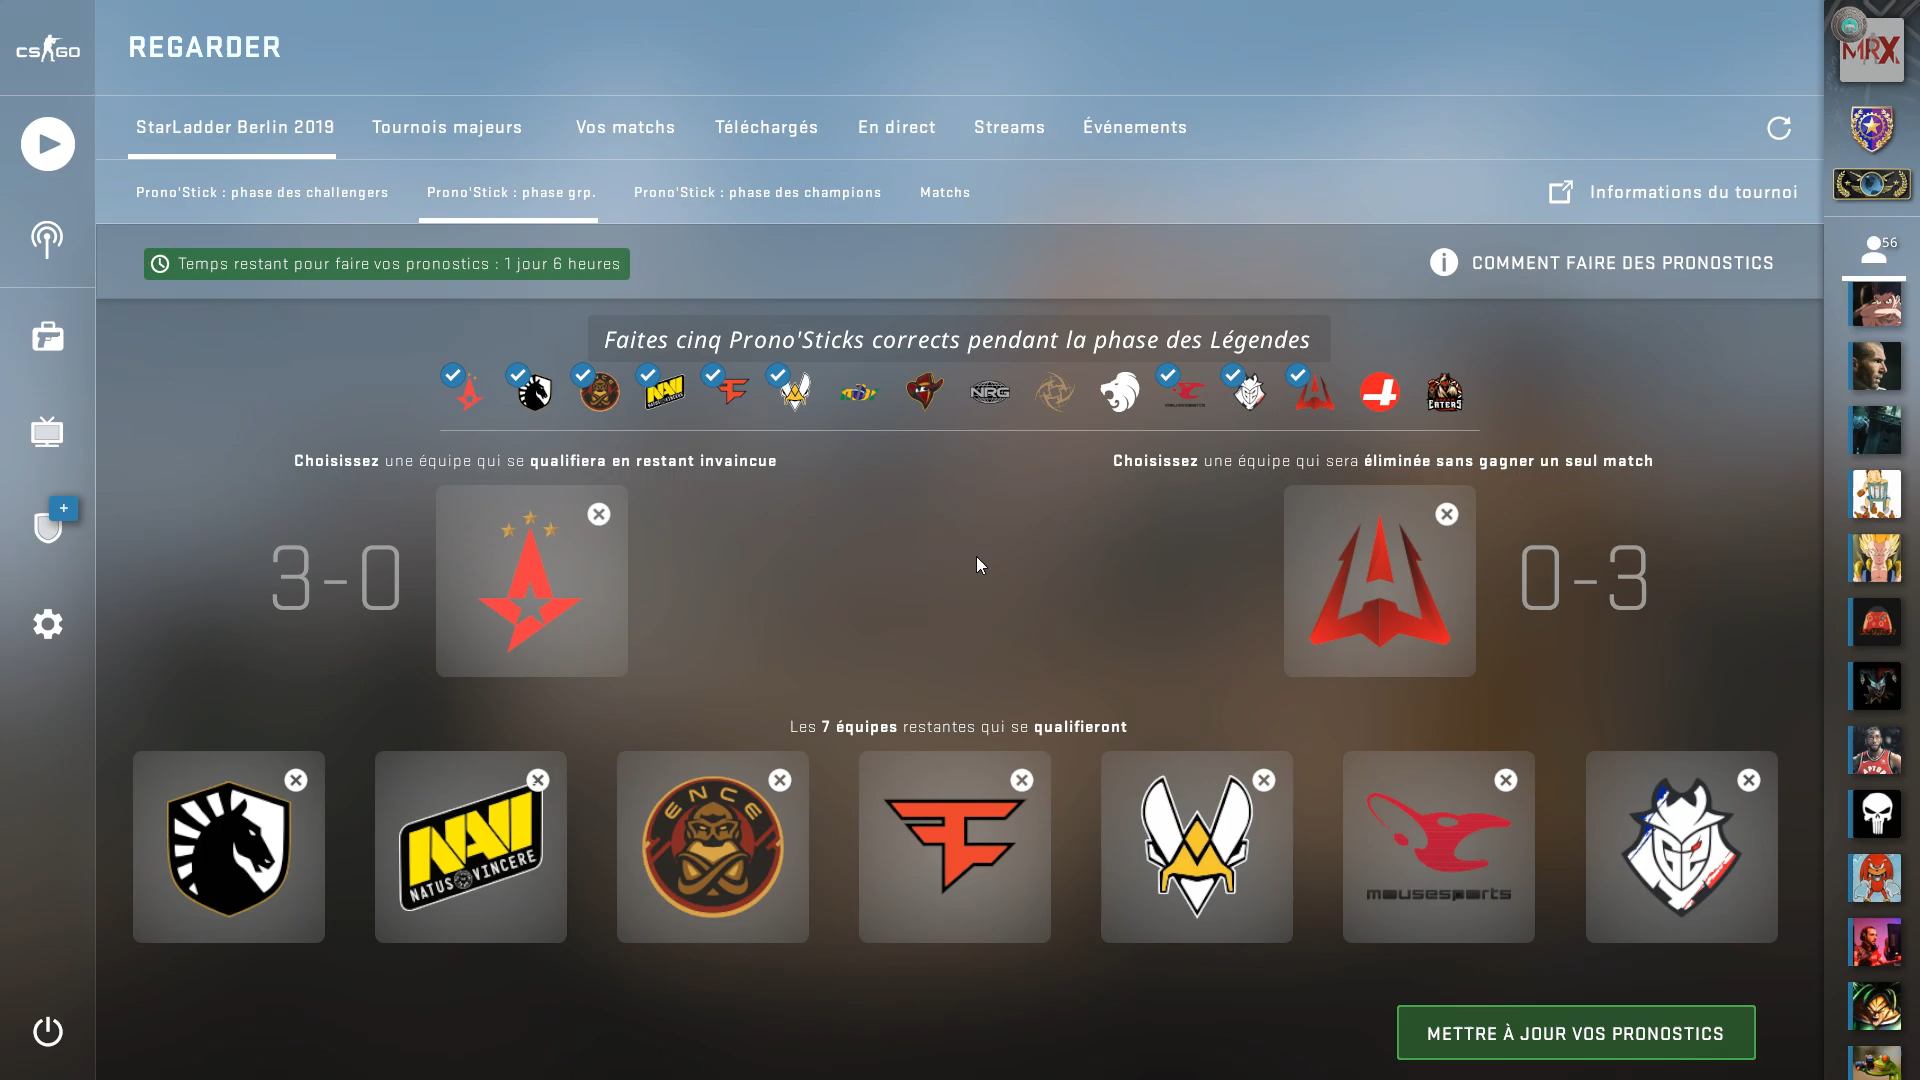 CS GO
REGARDER
MRX
StarLadder Berlin 2019
Tournois majeurs
Vos matchs
Téléchargés
En direct
Streams
Événements
Prono'Stick : phase des challengers
Prono'Stick : phase grp.
Prono'Stick : phase des champions
Matchs
Informations du tournoi
56
Temps restant pour faire vos pronostics : 1 jour 6 heures
COMMENT FAIRE DES PRONOSTICS
Faites cinq Prono'Sticks corrects pendant la phase des Légendes
NRG
EATERS
Choisissez une équipe qui se qualifiera en restant invaincue
Choisissez une équipe qui sera éliminée sans gagner un seul match
3-0
0-3
Les 7 équipes restantes qui se qualifieront
NAVI
NATUS VINCERE
ENCE
mousesports
G2
METTRE À JOUR VOS PRONOSTICS